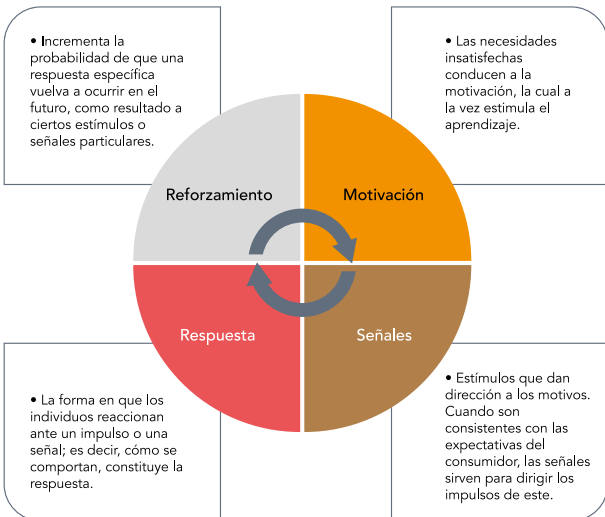 • Incrementa la
probabilidad de que una
respuesta específica
vuelva a ocurrir en el
futuro, como resultado a
ciertos estímulos o
señales particulares.
• Las necesidades
insatisfechas
conducen a la
motivación, la cual a
la vez estimula el
aprendizaje.
Reforzamiento
Motivación
Respuesta
Señales
• La forma en que los
individuos reaccionan
ante un impulso o una
señal; es decir, cómo se
comportan, constituye la
respuesta.
• Estímulos que dan
dirección a los motivos.
Cuando son
consistentes con las
expectativas del
consumidor, las señales
sirven para dirigir los
impulsos de este.